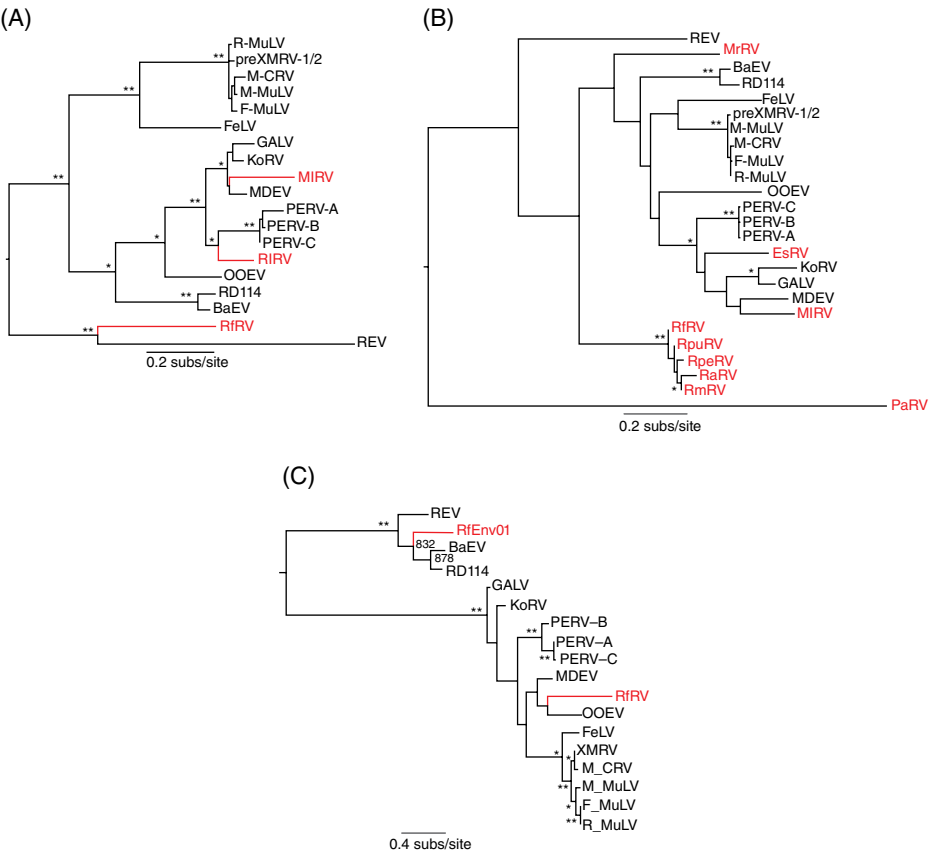 (A)
R-MuLV
**
preXMRV-1/2
M-CRV
**
M-MuLV
F-MuLV
FeLV
GALV
*
KoRV
**
MIRV
MDEV
**
PERV-A
**
PERV-B
*
*
PERV-C
RIRV
*
OOEV
**
RD114
BaEV
**
RfRV
REV
0.2 subs/site
(B)
REV
MrRV
**
BaEV
RD114
FeLV
preXMRV-1/2
**
M-MuLV
M-CRV
F-MuLV
R-MuLV
OOEV
PERV-C
**
PERV-B
PERV-A
*
EsRV
*
KoRV
GALV
MDEV
MIRV
**
RfRV
RpuRV
RpeRV
RaRV
*
RmRV
PaRV
0.2 subs/site
(C)
REV
**
RfEnv01
832
BaEV
878
RD114
GALV
**
KoRV
**
PERV–B
PERV–A
**
PERV–C
MDEV
RfRV
OOEV
FeLV
*
XMRV
*
M_CRV
**
M_MuLV
*
F_MuLV
**
R_MuLV
0.4 subs/site